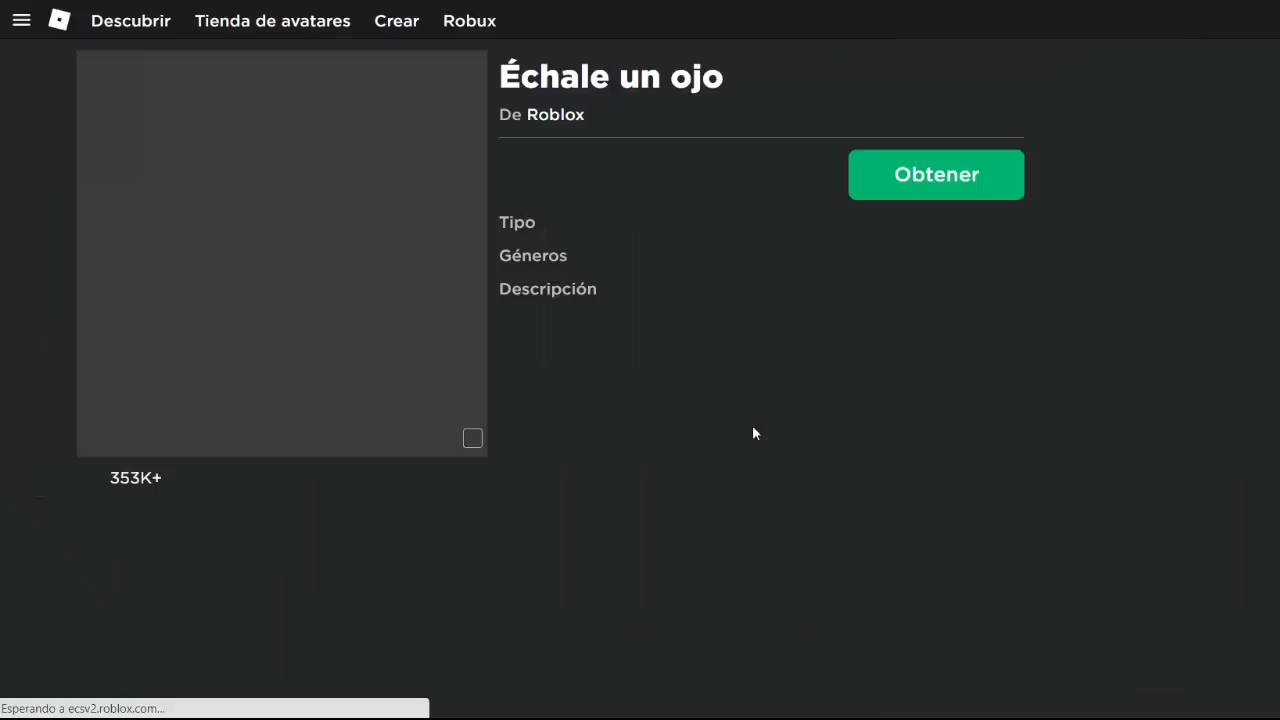 Descubrir Tienda de avatares Crear Robux
Échale un ojo
De Roblox
Obtener
Tipo
Géneros
Descripción
353K+
Esperando a ecsv2.roblox.com...